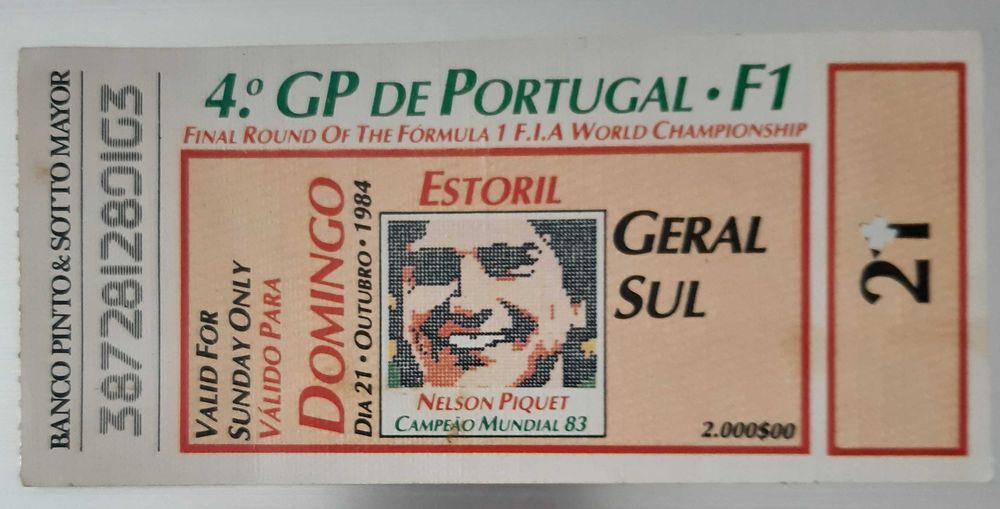 BANCO PINTO & SOTTO MAYOR
387281289163
4.º GP DE PORTUGAL • F1
FINAL ROUND OF THE FÓRMULA 1 F.I.A WORLD CHAMPIONSHIP
VALID FOR
SUNDAY ONLY
VÁLIDO PARA
DOMINGO
DIA 21 • OUTUBRO • 1984
ESTORIL
NELSON PIQUET
CAMPEÃO MUNDIAL 83
GERAL
SUL
2.000$00
21